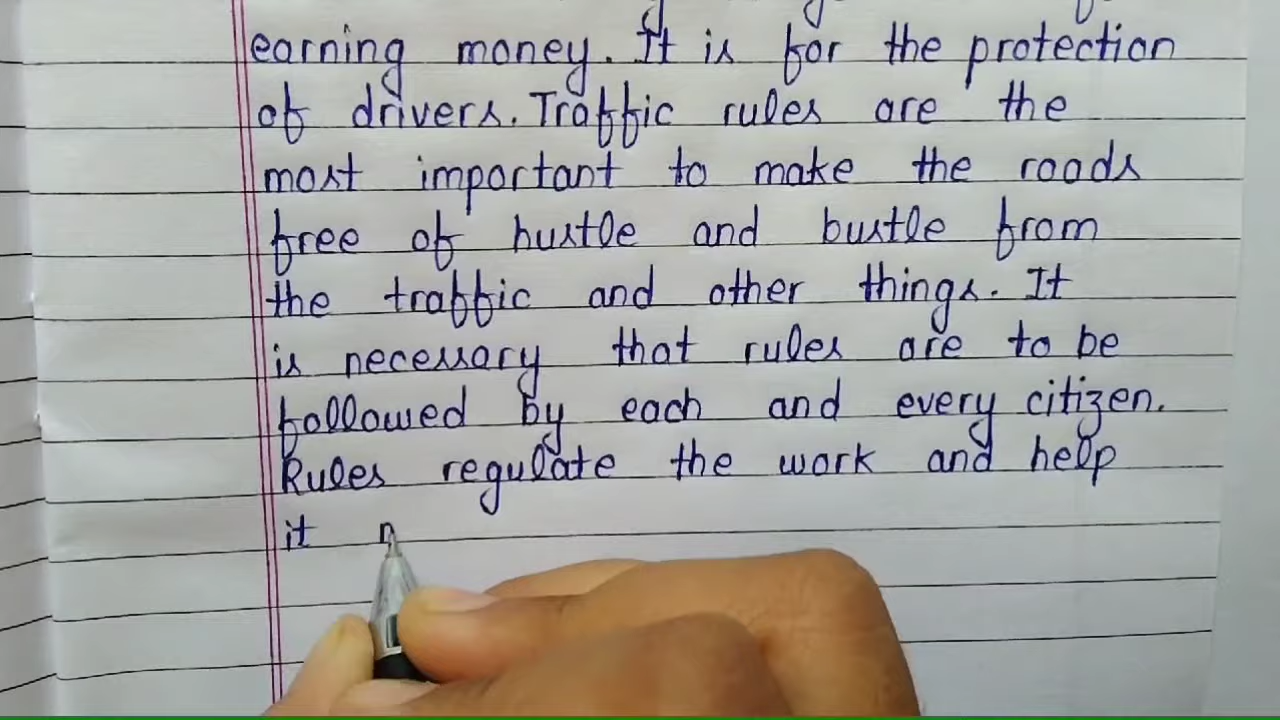 earning money. It is for the protection
of drivers. Traffic rules are the
most important to make the roads
free of hustle and bustle from
the traffic and other things. It
is necessary that rules are to be
followed by each and every citizen.
Rules regulate the work and help
it